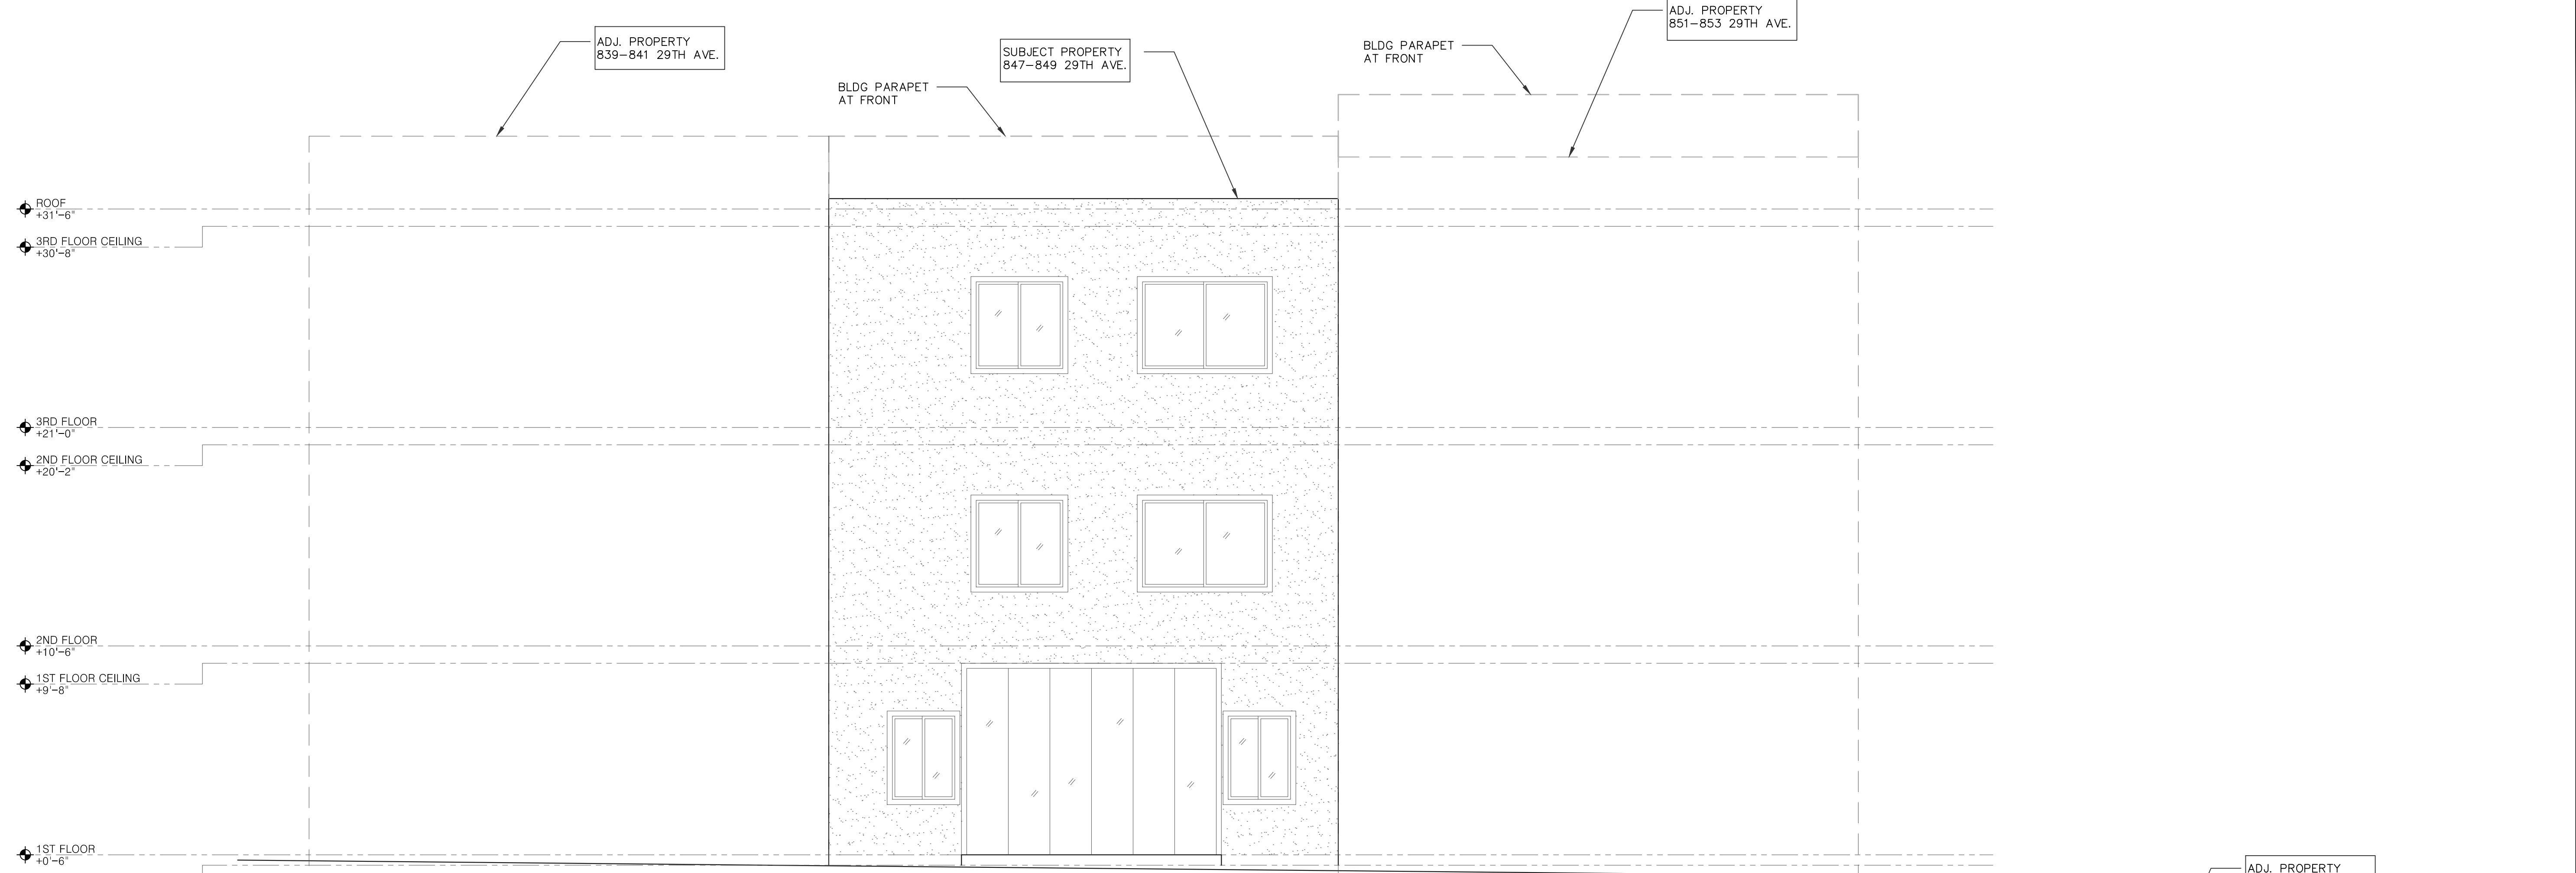 ADJ. PROPERTY
851-853 29TH AVE.
ADJ. PROPERTY
839-841 29TH AVE.
SUBJECT PROPERTY
847-849 29TH AVE.
BLDG PARAPET
AT FRONT
BLDG PARAPET
AT FRONT
ROOF
+31'-6"
3RD FLOOR CEILING
+30'-8"
3RD FLOOR
+21'-0"
2ND FLOOR CEILING
+20'-2"
2ND FLOOR
+10'-6"
1ST FLOOR CEILING
+9'-8"
1ST FLOOR
+0'-6"
ADJ. PROPERTY